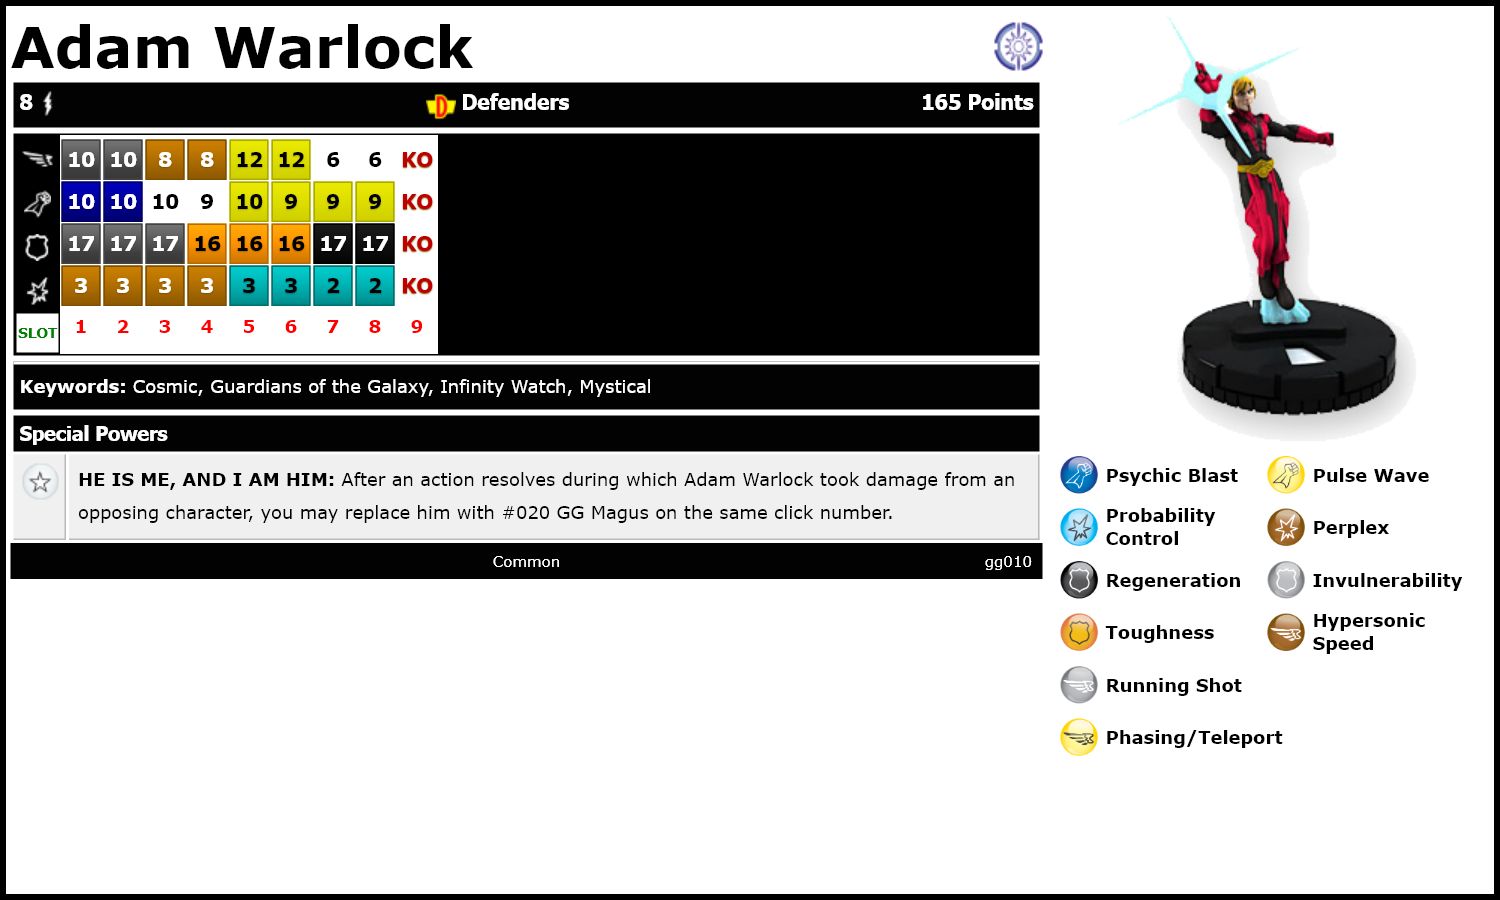 Adam Warlock
8 D Defenders 165 Points
10 10 8 8 12 12 6 6 KO
10 10 10 9 10 9 9 9 KO
17 17 17 16 16 16 17 17 KO
3 3 3 3 3 3 2 2 KO
SLOT 1 2 3 4 5 6 7 8 9
Keywords: Cosmic, Guardians of the Galaxy, Infinity Watch, Mystical
Special Powers
HE IS ME, AND I AM HIM: After an action resolves during which Adam Warlock took damage from an
opposing character, you may replace him with #020 GG Magus on the same click number.
Common gg010
Psychic Blast Pulse Wave
Probability
Control
Perplex
Regeneration Invulnerability
Toughness
Hypersonic
Speed
Running Shot
Phasing/Teleport